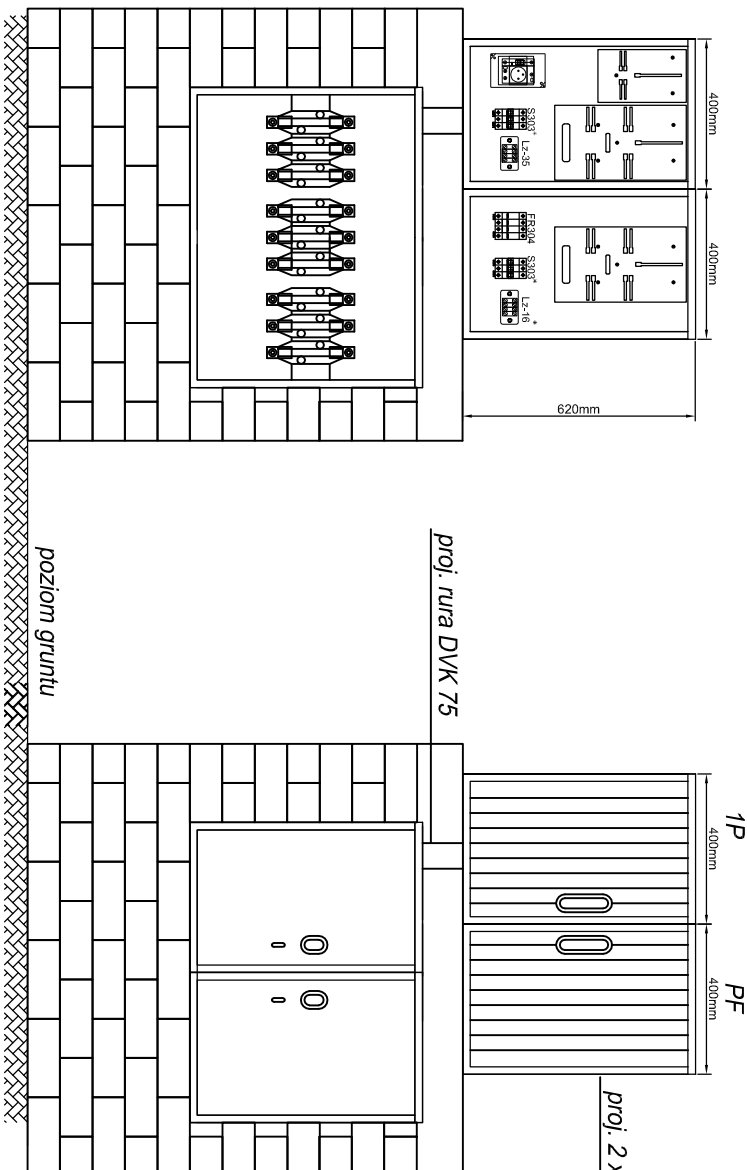 1P
PF
400mm
400mm
400mm
400mm
S303*
Lz-35
FR304
S303*
Lz-16
*
620mm
proj. 2 x
proj. rura DVK 75
poziom gruntu